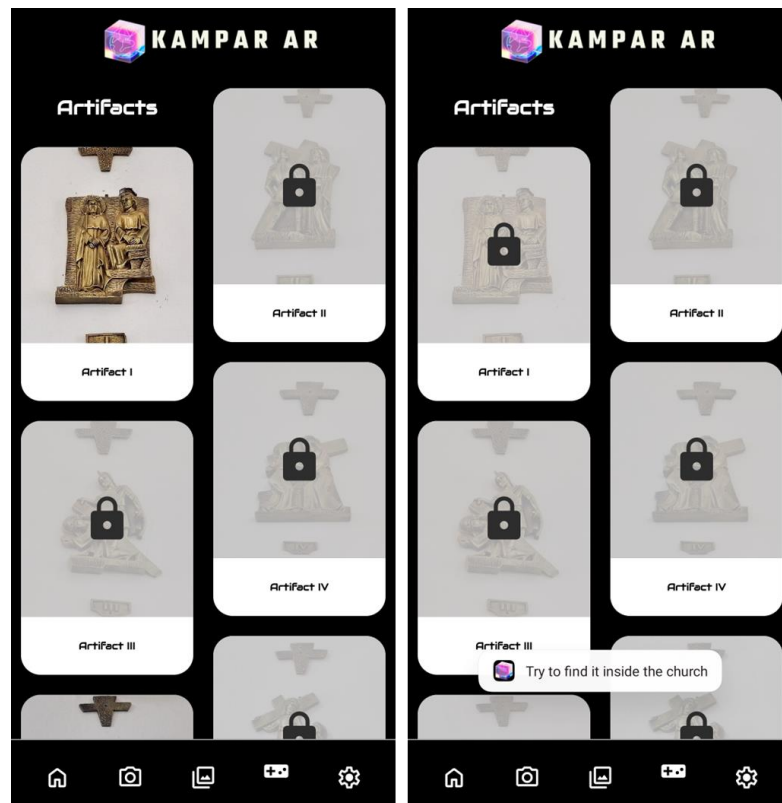 KAMPAR AR
Artifacts
Artifact II
Artifact I
Artifact IV
Artifact III
KAMPAR AR
Artifacts
Artifact II
Artifact I
Artifact IV
Artifact III
Try to find it inside the church